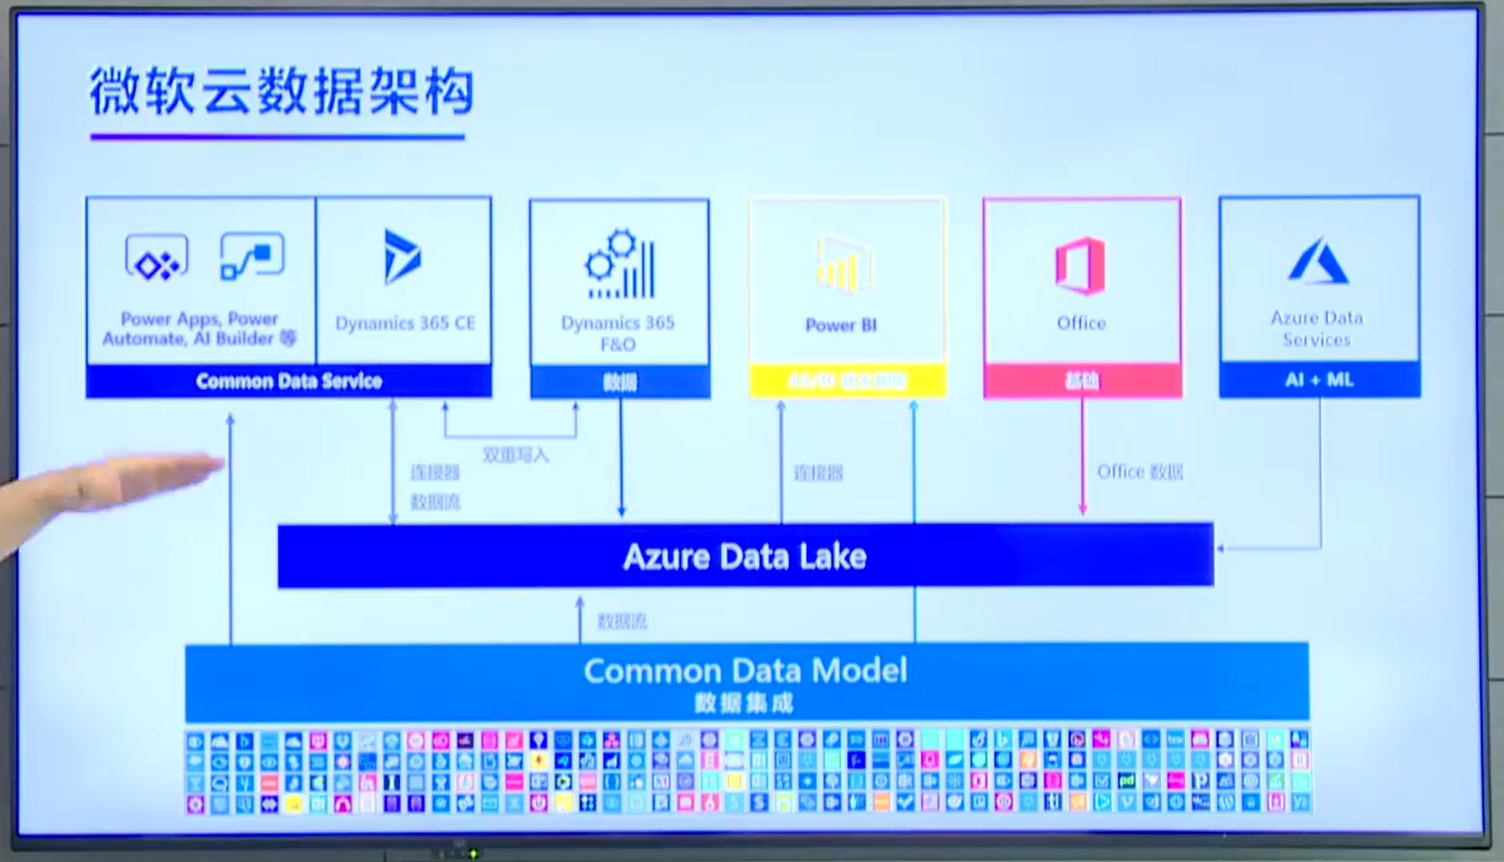 微软云数据架构
Power Apps, Power
Automate, AI Builder 等
Dynamics 365 CE
Common Data Service
Dynamics 365
F&O
数据
Power BI
Office
基础
Azure Data
Services
AI + ML
双重写入
连接器
数据流
连接器
Office 数据
Azure Data Lake
数据流
Common Data Model
数据集成